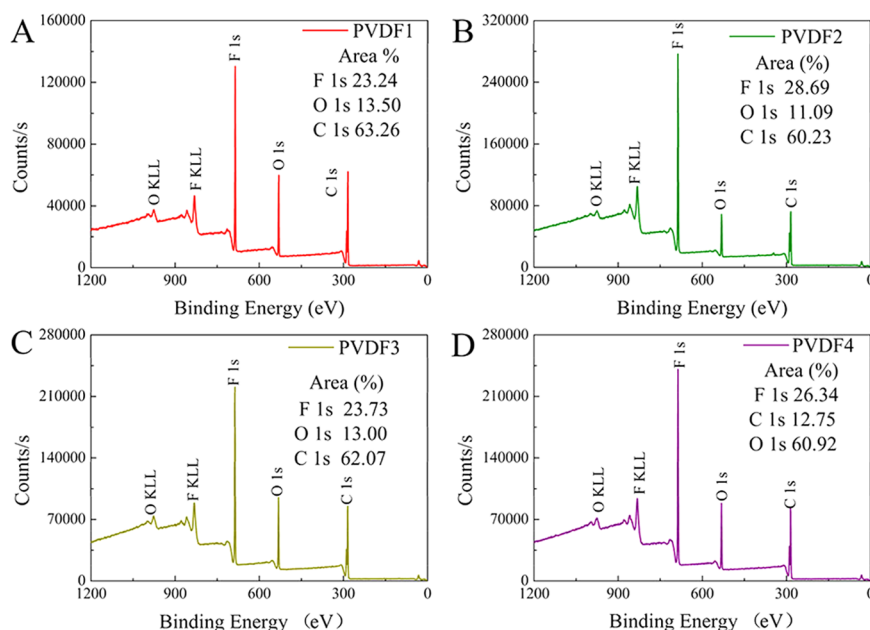 A
160000
120000
80000
40000
0
Counts/s
PVDF1
Area %
F 1s 23.24
O 1s 13.50
C 1s 63.26
O KLL
F KLL
F 1s
O 1s
C 1s
1200 900 600 300 0
Binding Energy (eV)
B
320000
240000
160000
80000
0
Counts/s
PVDF2
Area (%)
F 1s 28.69
O 1s 11.09
C 1s 60.23
O KLL
F KLL
F 1s
O 1s
C 1s
1200 900 600 300 0
Binding Energy (eV)
C
280000
210000
140000
70000
0
Counts/s
PVDF3
Area (%)
F 1s 23.73
O 1s 13.00
C 1s 62.07
O KLL
F KLL
F 1s
O 1s
C 1s
1200 900 600 300 0
Binding Energy （eV）
D
280000
210000
140000
70000
0
Counts/s
PVDF4
Area (%)
F 1s 26.34
C 1s 12.75
O 1s 60.92
O KLL
F KLL
F 1s
O 1s
C 1s
1200 900 600 300 0
Binding Energy （eV）